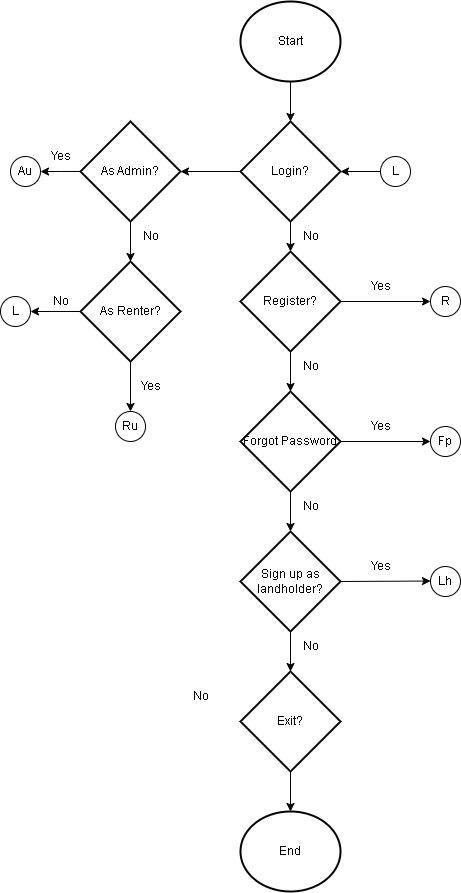 Start
Yes
Au
As Admin?
Login?
L
No
No
Yes
No
L
As Renter?
Register?
R
No
Yes
Ru
Yes
Forgot Password
Fp
No
Yes
Sign up as
landholder?
Lh
No
No
Exit?
End